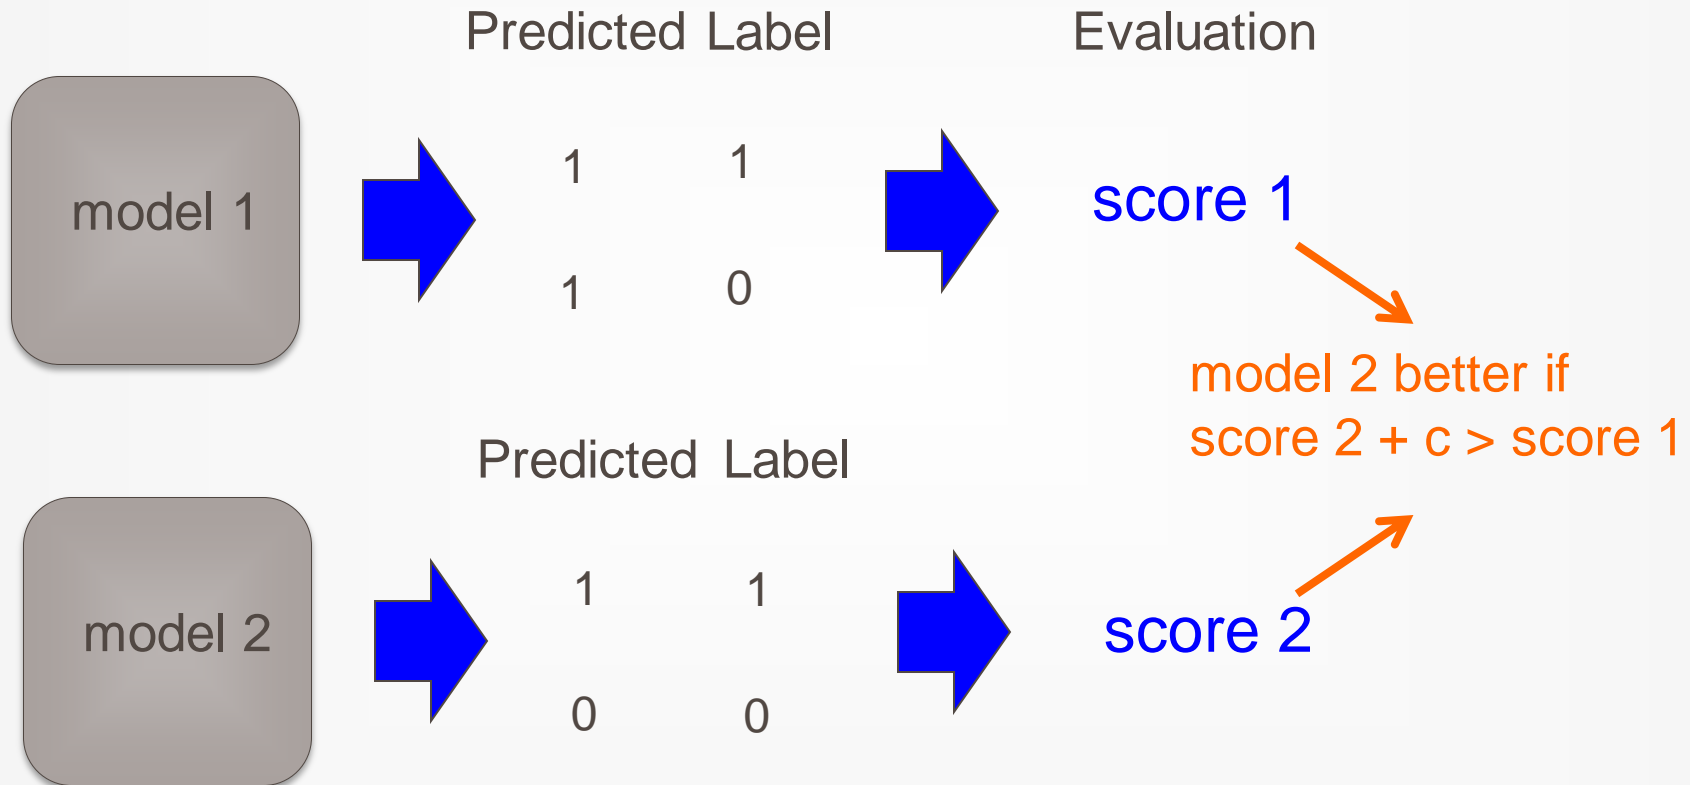 Predicted Label Evaluation
model 1
1 1
1 0
score 1
model 2 better if
score 2 + c > score 1
Predicted Label
model 2
1 1
0 0
score 2